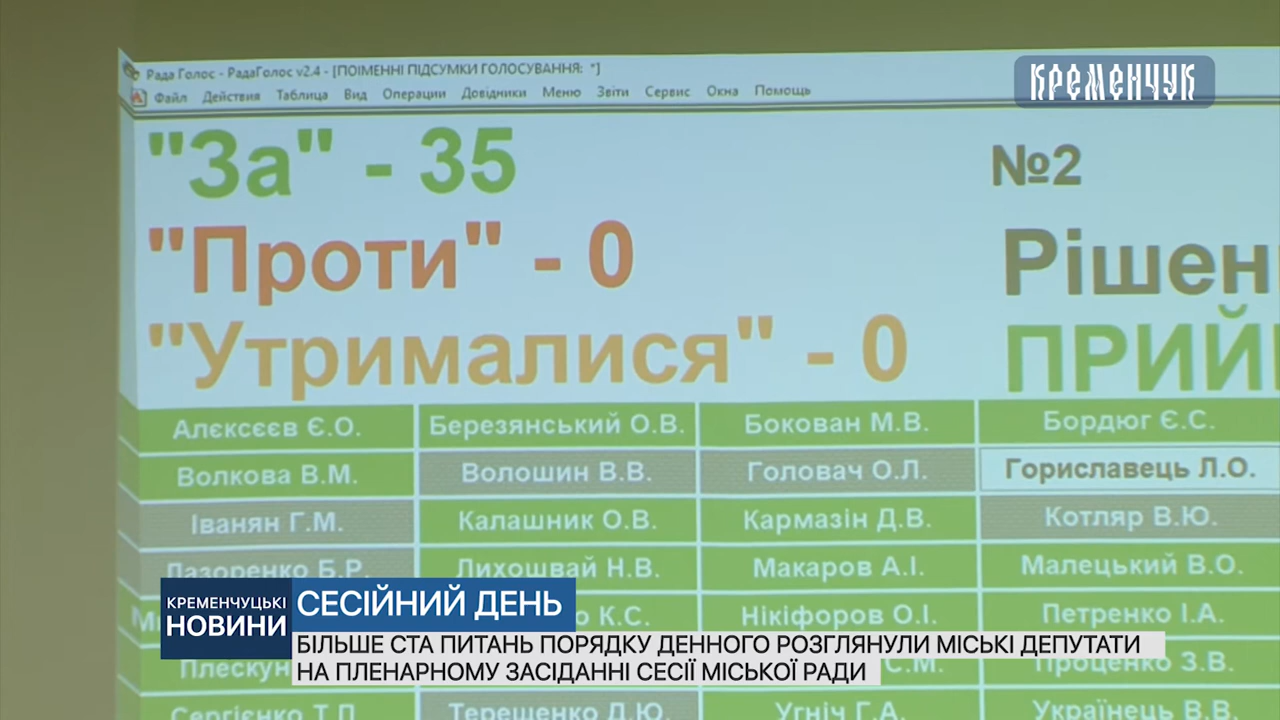 Рада Голос - РадаГолос v2.4 - [ПОІМЕННІ ПІДСУМКИ ГОЛОСУВАННЯ: *]
Файл Действия Таблица Вид Операции Довідники Меню Звіти Сервис Окна Помощь
КРЕМЕНЧУК
"За" - 35
№2
"Проти" - 0
"Утрималися" - 0
Алєксєєв Є.О. Березянський О.В. Бокован М.В. Бордюг Є.С.
Волкова В.М. Волошин В.В. Головач О.Л. Гориславець Л.О.
Іванян Г.М. Калашник О.В. Кармазін Д.В. Котляр В.Ю.
Лазоренко Б.Р. Лихошвай Н.В. Макаров А.І. Малецький В.О.
К.С. Нікіфоров О.І. Петренко І.А.
С.М. Проценко З.В.
Сергієнко Т.П. Терещенко Д.Ю. Угніч Г.А. Українець В.В.
КРЕМЕНЧУЦЬКІ
НОВИНИ
СЕСІЙНИЙ ДЕНЬ
БІЛЬШЕ СТА ПИТАНЬ ПОРЯДКУ ДЕННОГО РОЗГЛЯНУЛИ МІСЬКІ ДЕПУТАТИ
НА ПЛЕНАРНОМУ ЗАСІДАННІ СЕСІЇ МІСЬКОЇ РАДИ